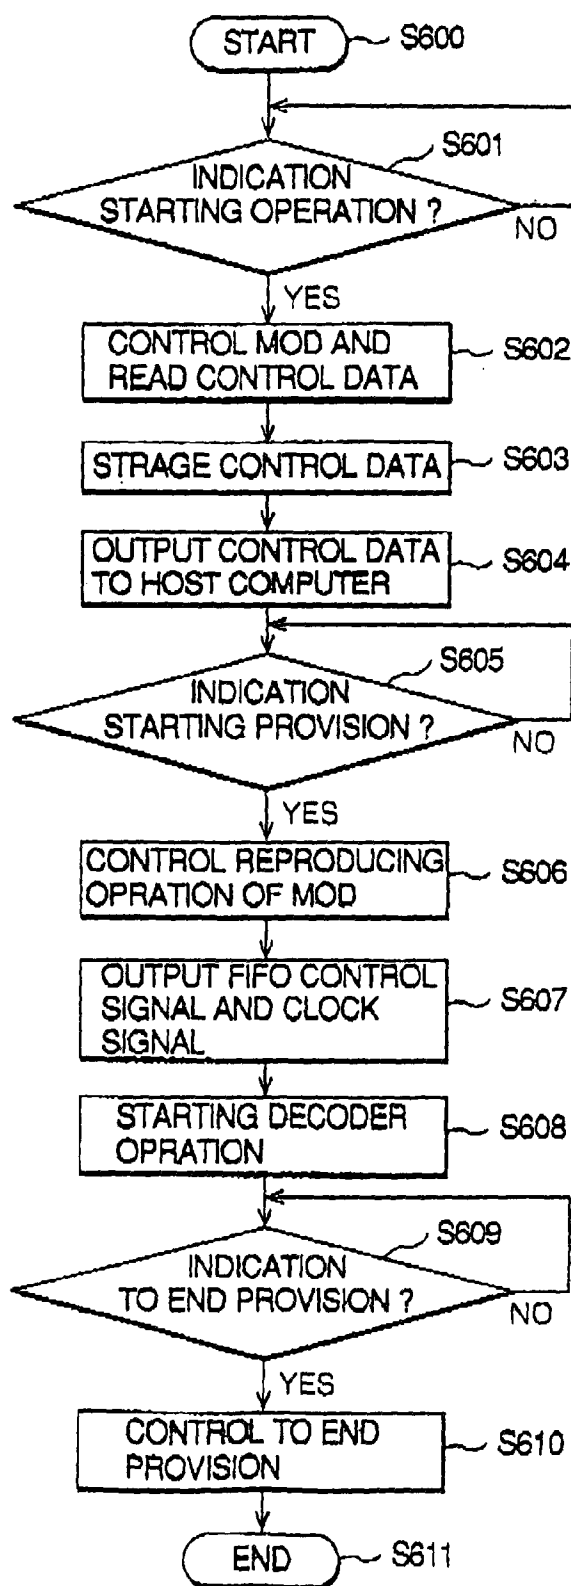 START
S600
S601
INDICATION
STARTING OPERATION ?
NO
YES
CONTROL MOD AND
READ CONTROL DATA
S602
STRAGE CONTROL DATA
S603
OUTPUT CONTROL DATA
TO HOST COMPUTER
S604
S605
INDICATION
STARTING PROVISION ?
NO
YES
CONTROL REPRODUCING
OPRATION OF MOD
S606
OUTPUT FIFO CONTROL
SIGNAL AND CLOCK
SIGNAL
S607
STARTING DECODER
OPRATION
S608
S609
INDICATION
TO END PROVISION ?
NO
YES
CONTROL TO END
PROVISION
S610
END
S611